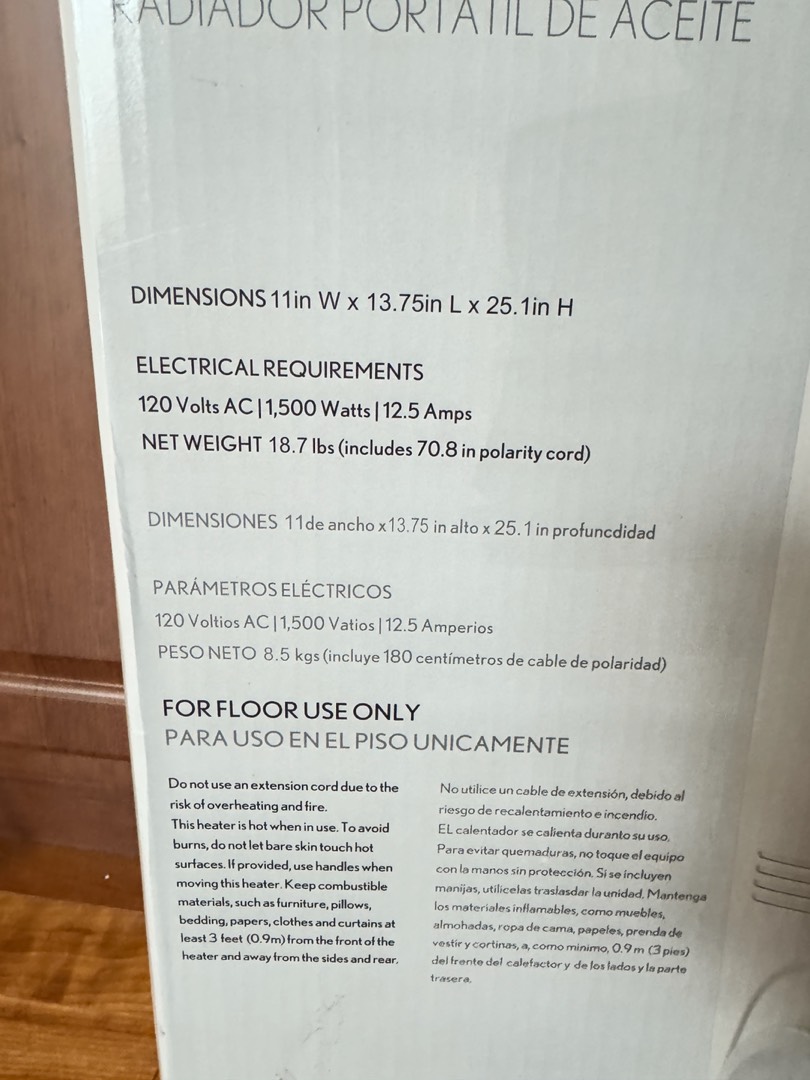 RADIADOR PORTÁTIL DE ACEITE
DIMENSIONS 11in W x 13.75in L x 25.1in H
ELECTRICAL REQUIREMENTS
120 Volts AC | 1,500 Watts | 12.5 Amps
NET WEIGHT 18.7 lbs (includes 70.8 in polarity cord)
DIMENSIONES 11de ancho x13.75 in alto x 25.1 in profuncdidad
PARÁMETROS ELÉCTRICOS
120 Voltios AC | 1,500 Vatios | 12.5 Amperios
PESO NETO 8.5 kgs (incluye 180 centímetros de cable de polaridad)
FOR FLOOR USE ONLY
PARA USO EN EL PISO UNICAMENTE
Do not use an extension cord due to the
risk of overheating and fire.
This heater is hot when in use. To avoid
burns, do not let bare skin touch hot
surfaces. If provided, use handles when
moving this heater. Keep combustible
materials, such as furniture, pillows,
bedding, papers, clothes and curtains at
least 3 feet (0.9m) from the front of the
heater and away from the sides and rear.
No utilice un cable de extensión, debido al
riesgo de recalentamiento e incendio.
EL calentador se calienta duranto su uso.
Para evitar quemaduras, no toque el equipo
con la manos sin protección. Si se incluyen
manijas, utilícelas traslasdar la unidad. Mantenga
los materiales inflamables, como muebles,
almohadas, ropa de cama, papeles, prenda de
vestir y cortinas, a, como minimo, 0.9 m (3 pies)
del frente del calefactor y de los lados y la parte
trasera.